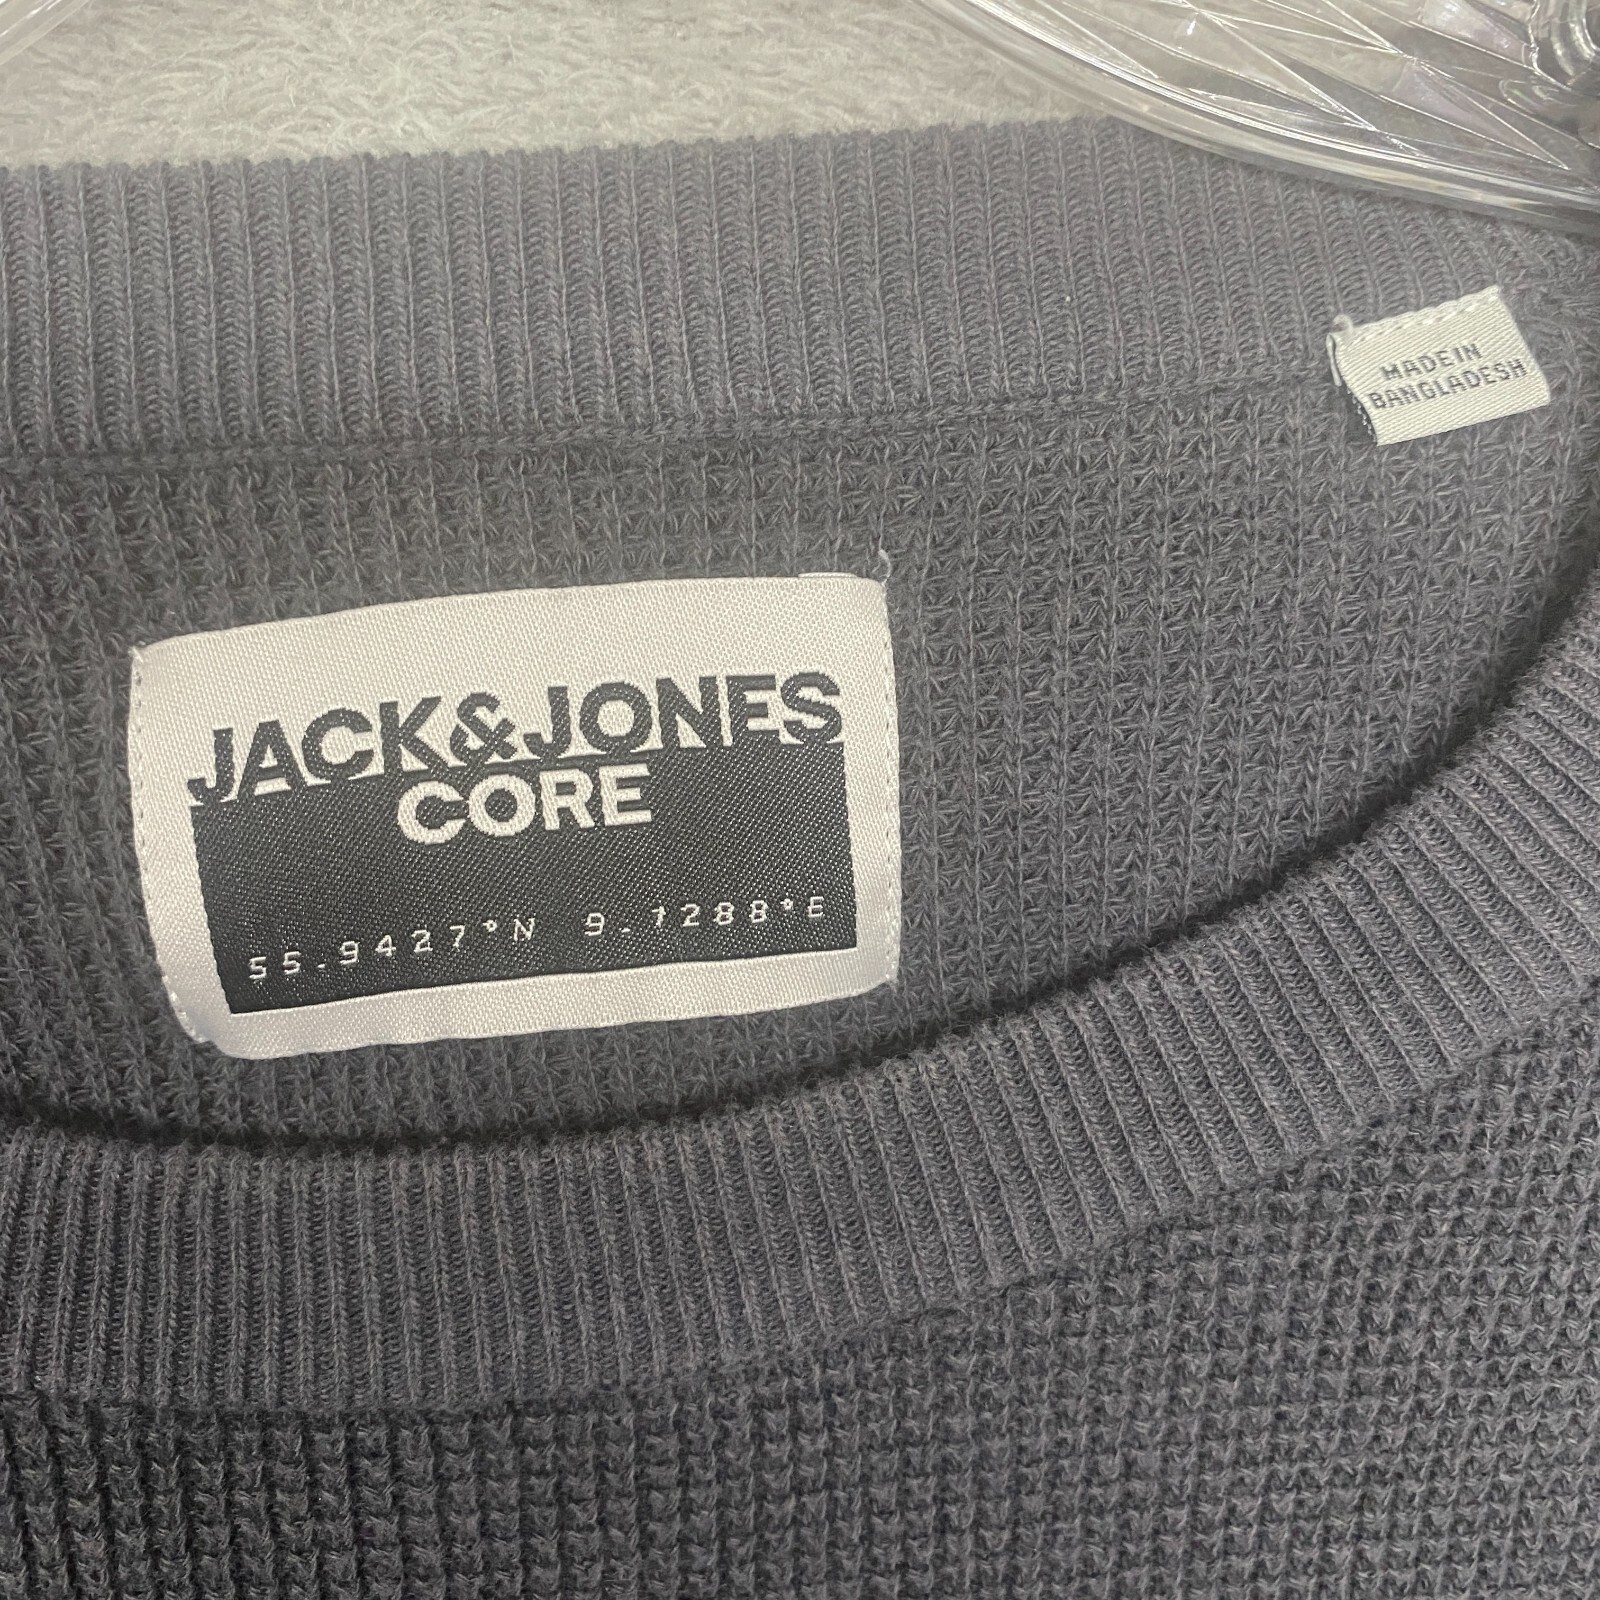 MADE IN
BANGLADESH
JACK&JONES
CORE
55.9427°N 9.1288°E